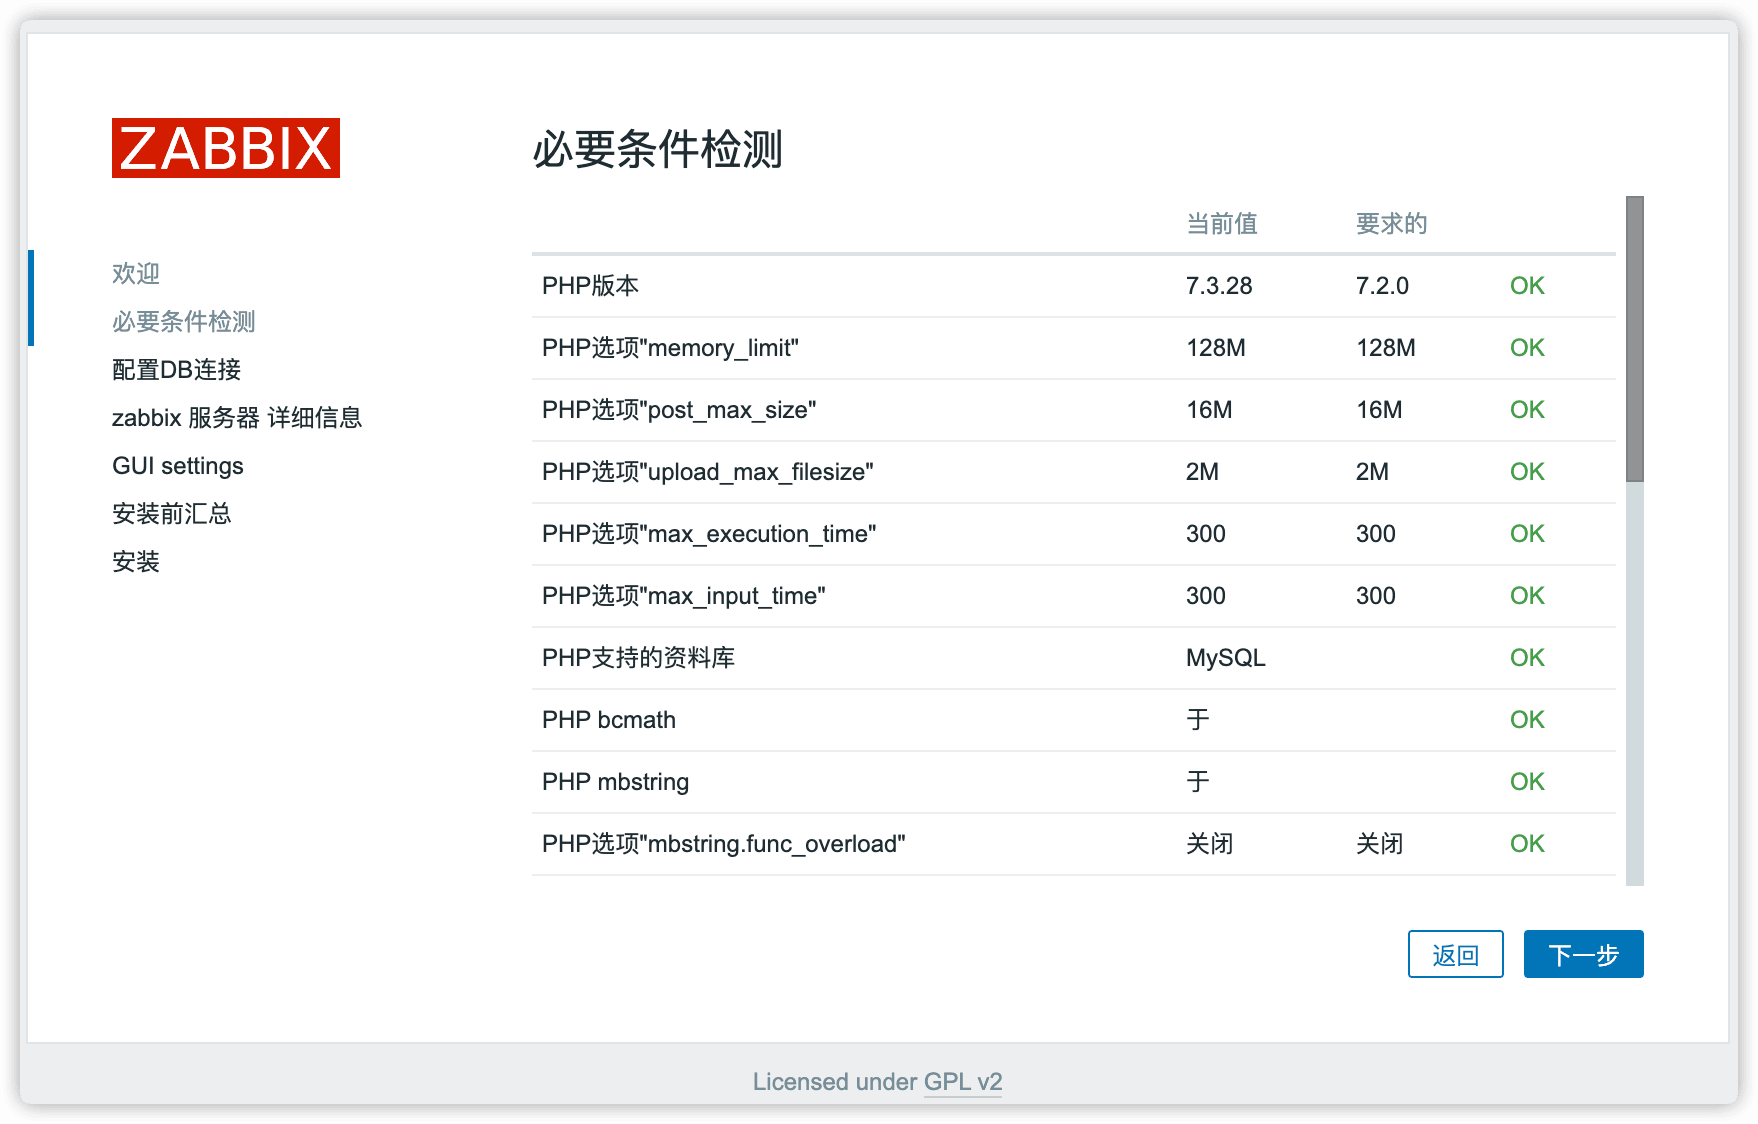 ZABBIX
必要条件检测
欢迎
必要条件检测
配置DB连接
zabbix 服务器 详细信息
GUI settings
安装前汇总
安装
当前值 要求的
PHP版本 7.3.28 7.2.0 OK
PHP选项"memory_limit" 128M 128M OK
PHP选项"post_max_size" 16M 16M OK
PHP选项"upload_max_filesize" 2M 2M OK
PHP选项"max_execution_time" 300 300 OK
PHP选项"max_input_time" 300 300 OK
PHP支持的资料库 MySQL OK
PHP bcmath 于 OK
PHP mbstring 于 OK
PHP选项"mbstring.func_overload" 关闭 关闭 OK
返回 下一步
Licensed under GPL v2